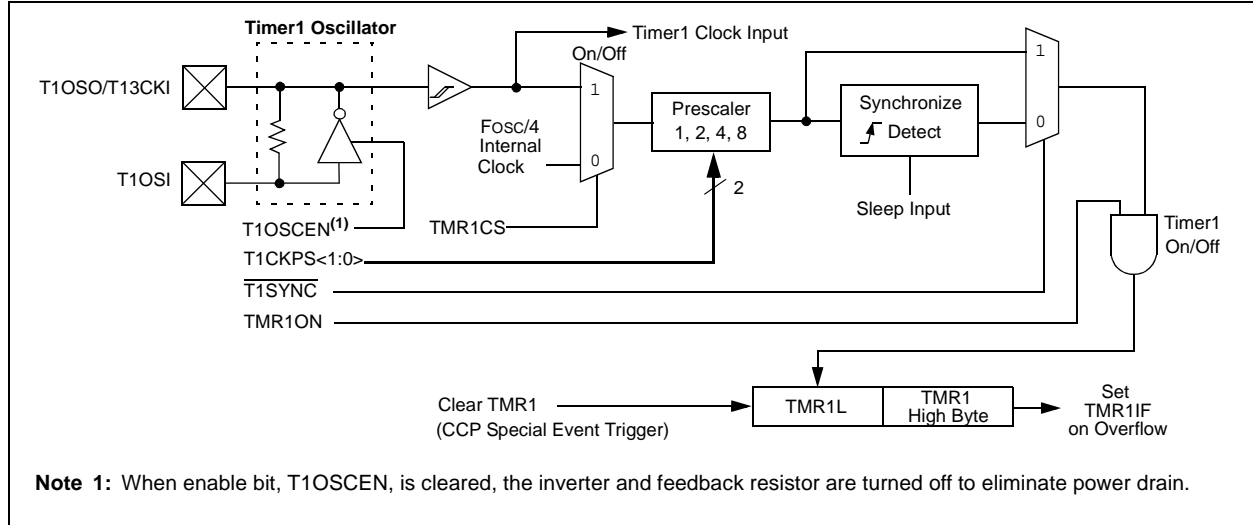 Timer1 Oscillator
Timer1 Clock Input
On/Off
T1OSO/T13CKI
1
1
FOSC/4
Internal
Clock
0
Prescaler
1, 2, 4, 8
Synchronize
Detect
0
T1OSI
2
Sleep Input
T1OSCEN(1)
TMR1CS
Timer1
On/Off
T1CKPS<1:0>
T1SYNC
TMR1ON
Clear TMR1
(CCP Special Event Trigger)
TMR1L
TMR1
High Byte
Set
TMR1IF
on Overflow
Note 1: When enable bit, T1OSCEN, is cleared, the inverter and feedback resistor are turned off to eliminate power drain.